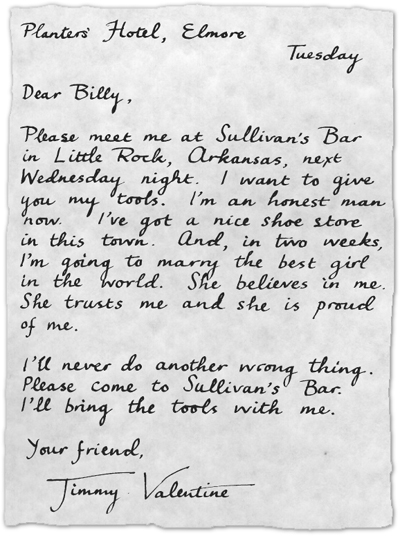 Planters' Hotel, Elmore
Tuesday
Dear Billy,
Please meet me at Sullivan's Bar
in Little Rock, Arkansas, next
Wednesday night. I want to give
you my tools. I'm an honest man
now. I've got a nice shoe store
in this town. And, in two weeks,
I'm going to marry the best girl
in the world. She believes in me.
She trusts me and she is proud
of me.
I'll never do another wrong thing.
Please come to Sullivan's Bar.
I'll bring the tools with me.
Your friend,
Jimmy Valentine